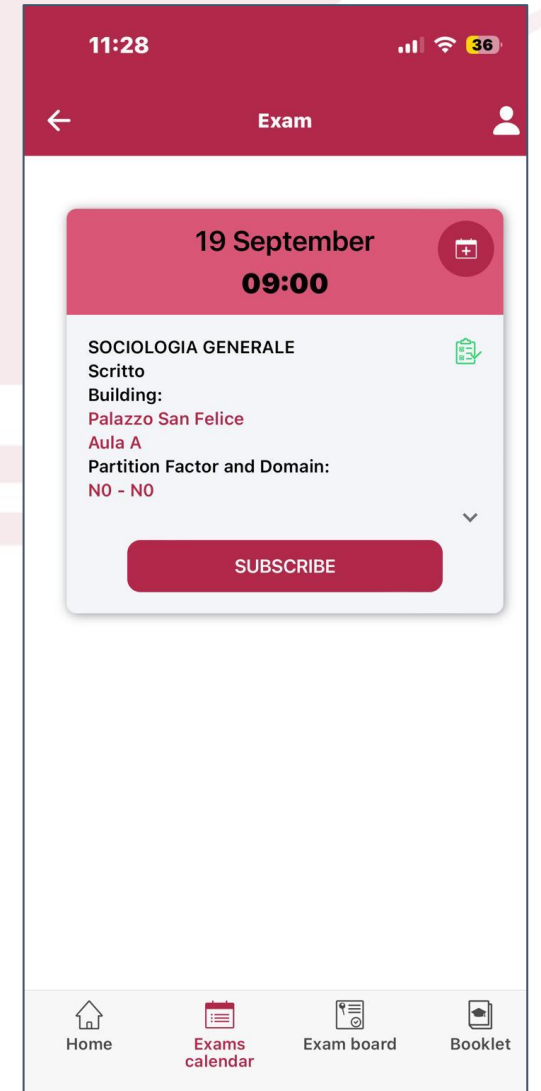 11:28
36
Exam
19 September
09:00
SOCIOLOGIA GENERALE
Scritto
Building:
Palazzo San Felice
Aula A
Partition Factor and Domain:
N0 - N0
SUBSCRIBE
Home
Exams
calendar
Exam board
Booklet